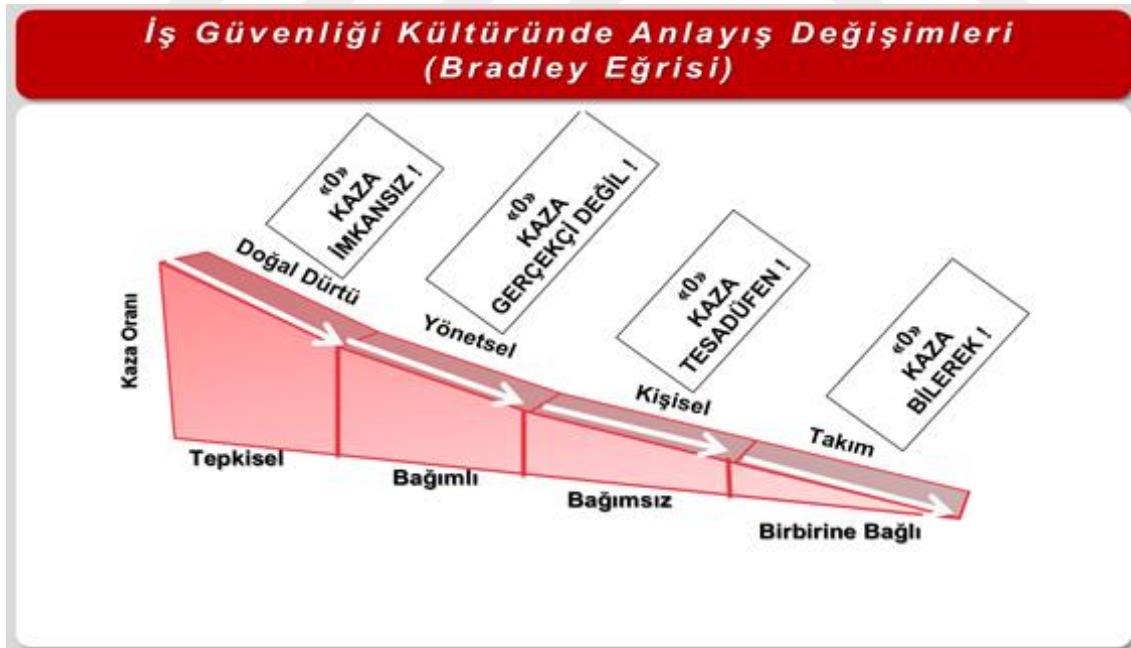 İş Güvenliği Kültüründe Anlayış Değişimleri
(Bradley Eğrisi)
«0»
KAZA
İMKANSIZ !
«0»
KAZA
GERÇEKÇİ DEĞİL !
«0»
KAZA
TESADÜFEN !
«0»
KAZA
BİLEREK !
Doğal Dürtü
Yönetsel
Kişisel
Takım
Kaza Oranı
Tepkisel
Bağımlı
Bağımsız
Birbirine Bağlı